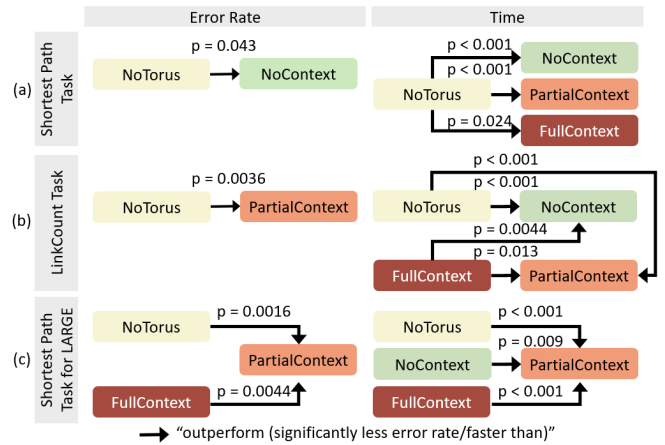 Error Rate
Time
(a)
Shortest Path
Task
p = 0.043
NoTorus
NoContext
p < 0.001
p < 0.001
p = 0.024
NoTorus
NoContext
PartialContext
FullContext
(b)
LinkCount Task
p = 0.0036
NoTorus
PartialContext
p < 0.001
p < 0.001
NoTorus
NoContext
p = 0.0044
p = 0.013
FullContext
PartialContext
(c)
Shortest Path
Task for LARGE
p = 0.0016
NoTorus
PartialContext
FullContext
p = 0.0044
p < 0.001
NoTorus
p = 0.009
NoContext
PartialContext
FullContext
p < 0.001
“outperform (significantly less error rate/faster than)”